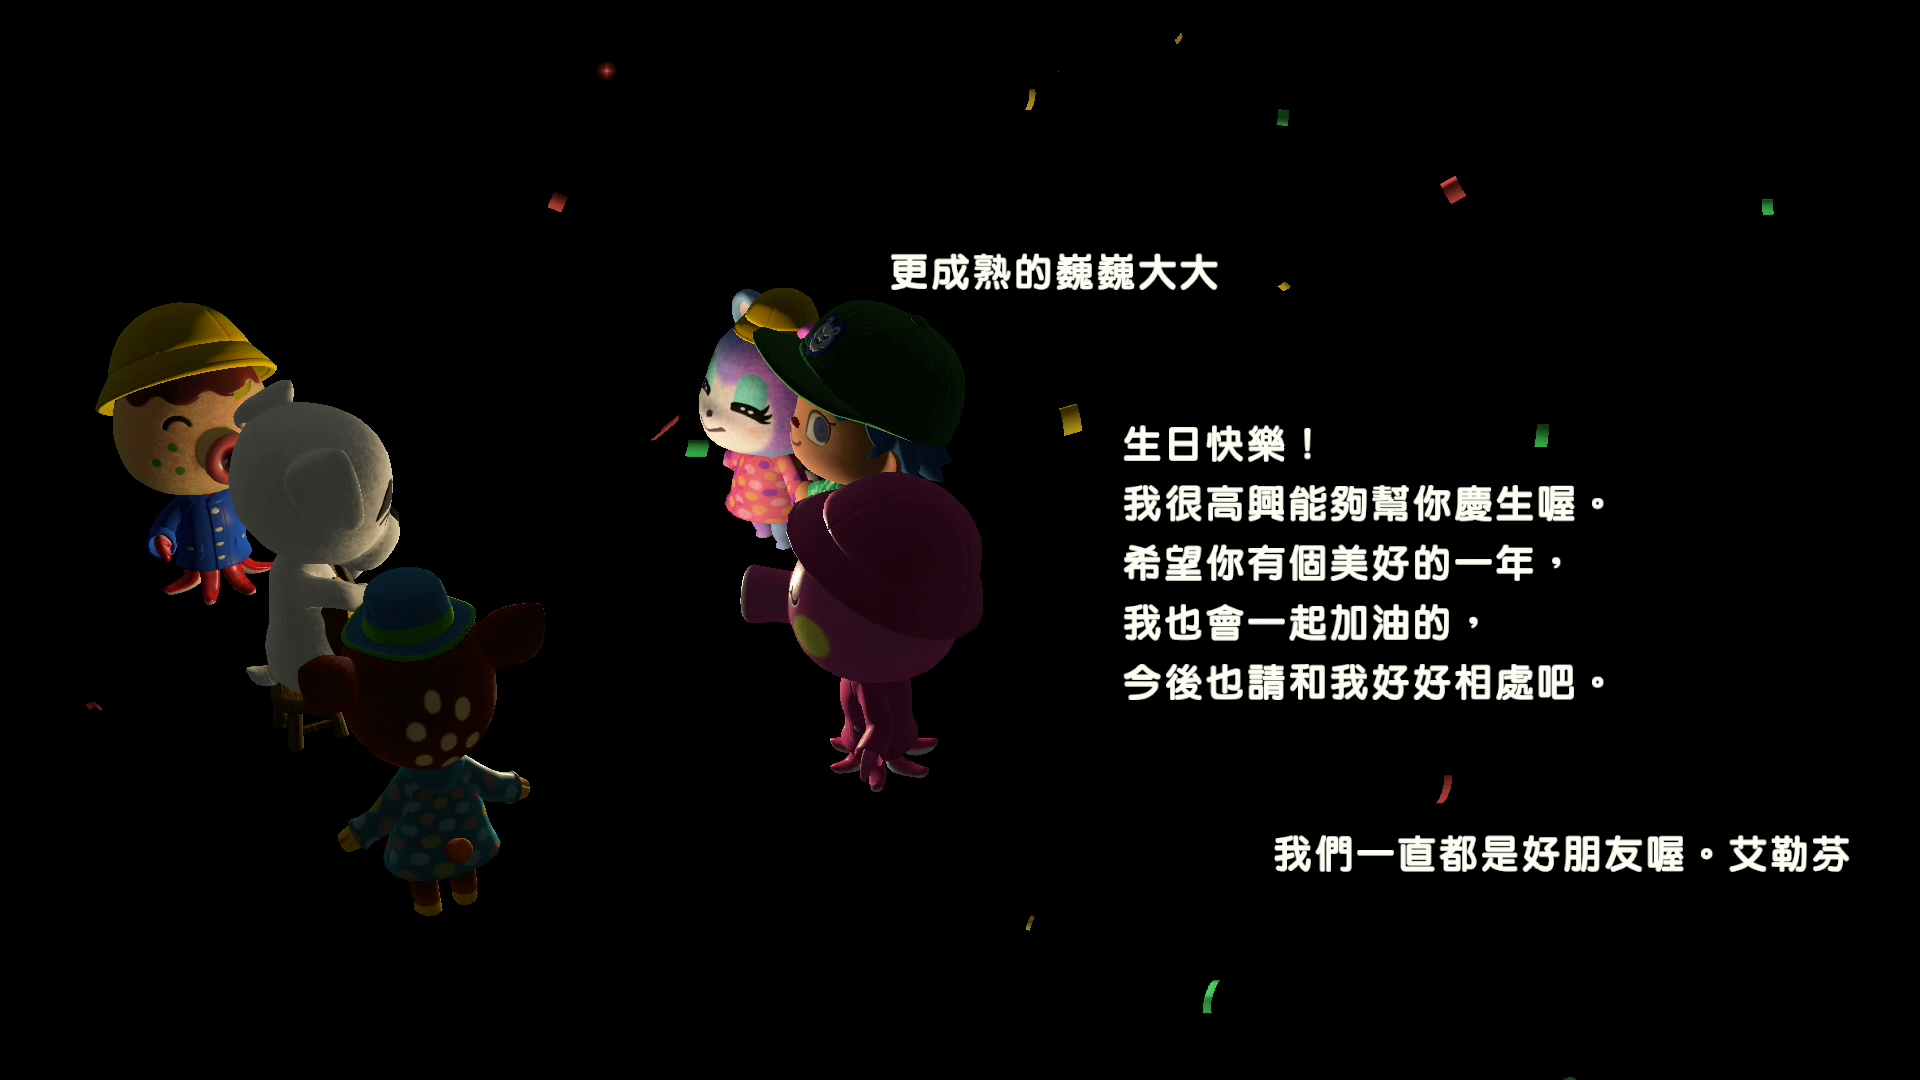 更成熟的巍巍大大
生日快樂！
我很高興能夠幫你慶生喔。
希望你有個美好的一年，
我也會一起加油的，
今後也請和我好好相處吧。
我們一直都是好朋友喔。艾勒芬